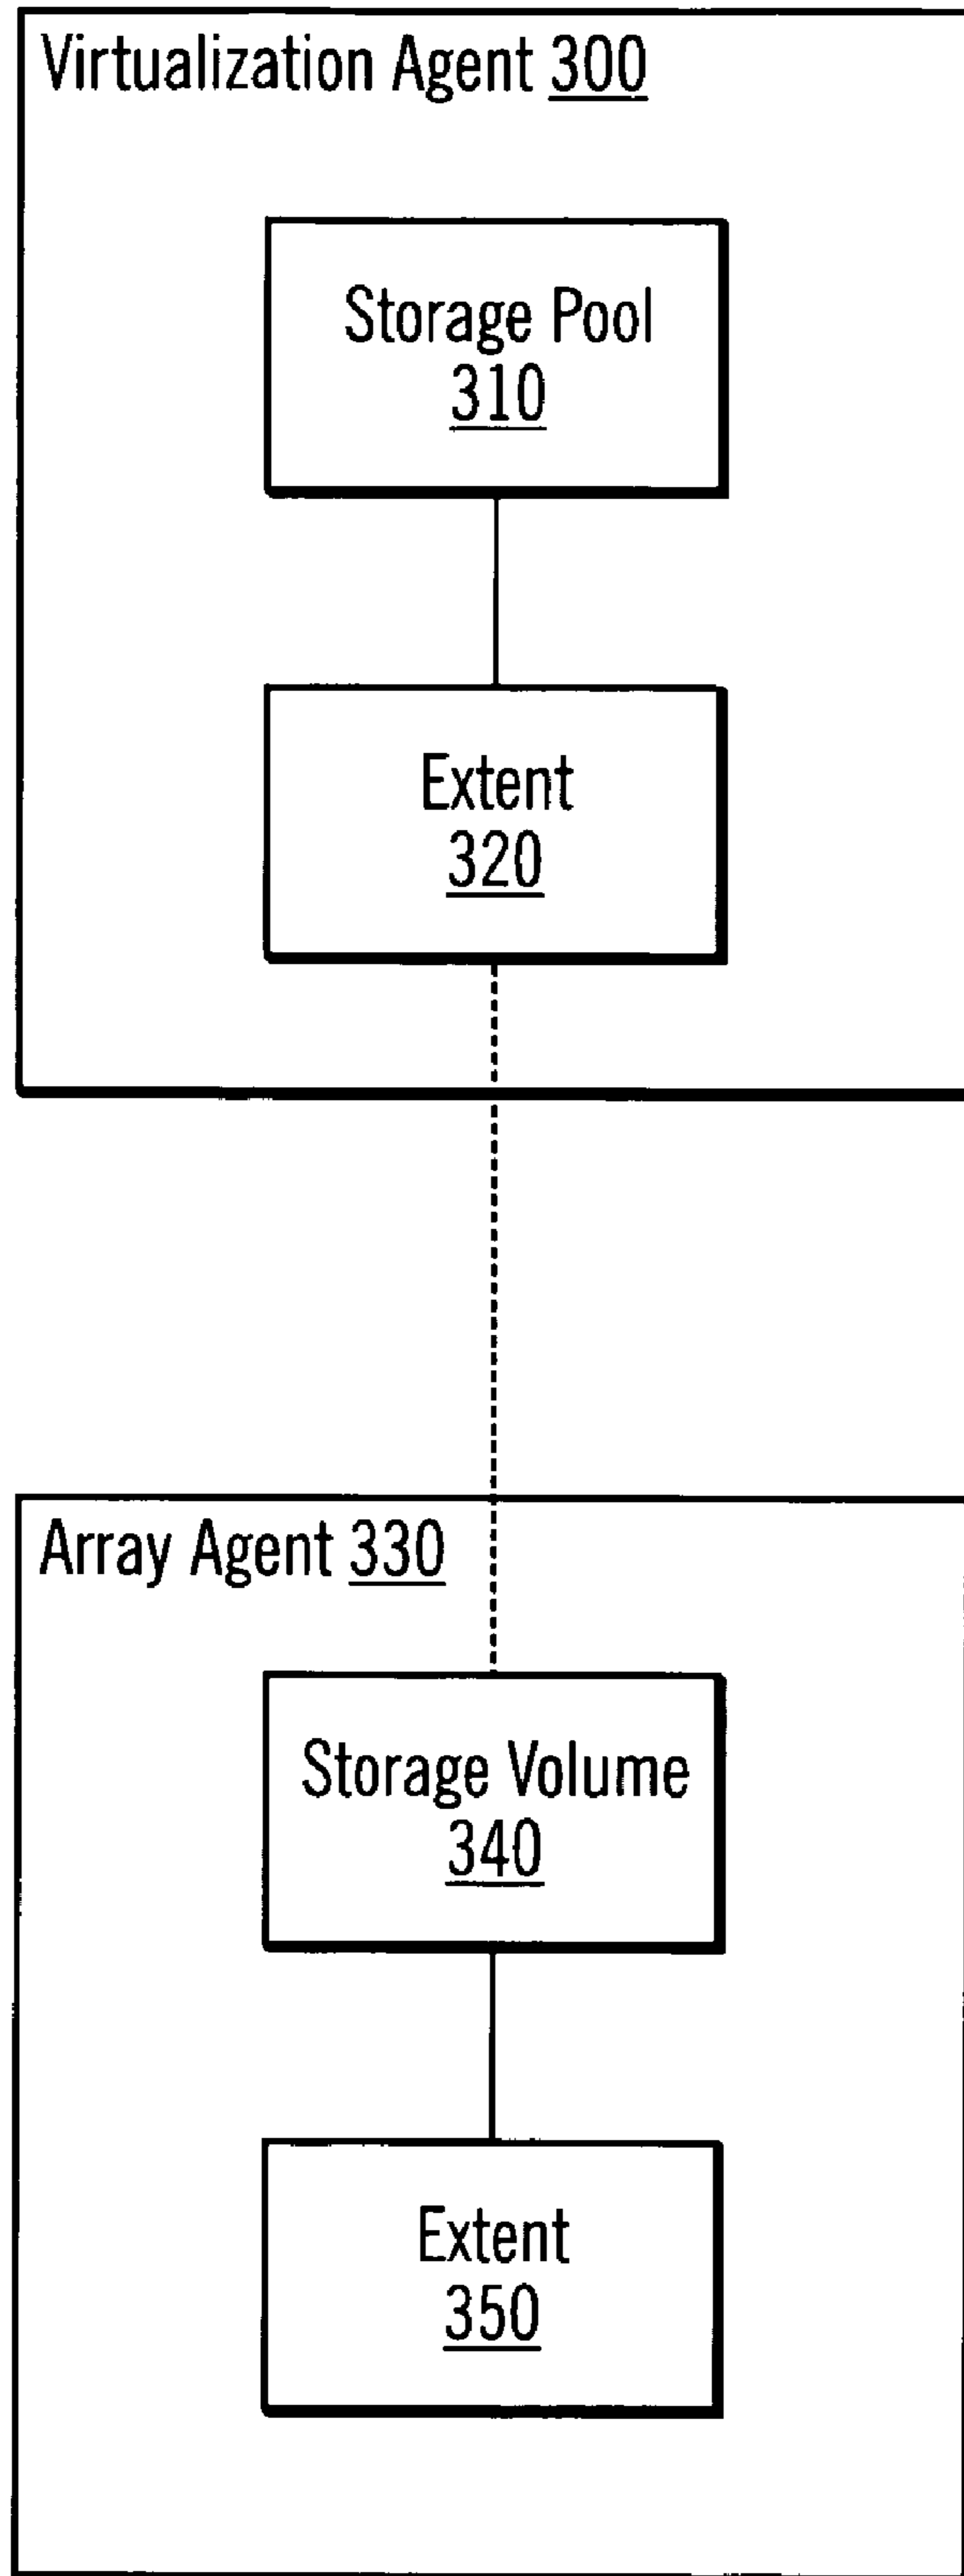 Virtualization Agent 300
Storage Pool
310
Extent
320
Array Agent 330
Storage Volume
340
Extent
350